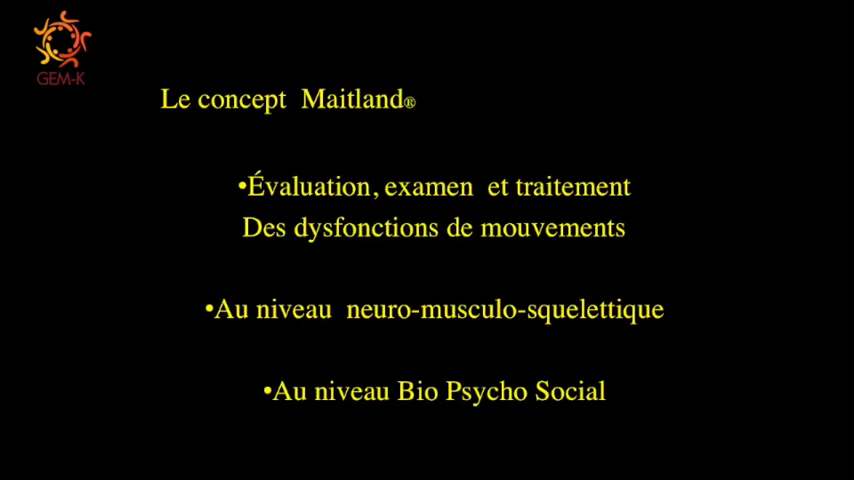 GEM-K
Le concept Maitland®
•Évaluation, examen et traitement
Des dysfonctions de mouvements
•Au niveau neuro-musculo-squelettique
•Au niveau Bio Psycho Social